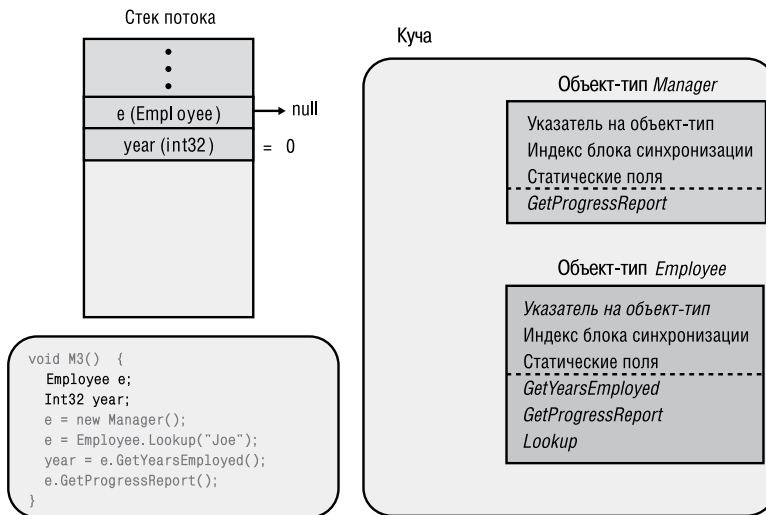 Стек потока
e (Employee)
null
year (int32)
= 0
void M3() {
Employee e;
Int32 year;
e = new Manager();
e = Employee.Lookup("Joe");
year = e.GetYearsEmployed();
e.GetProgressReport();
}
Куча
Объект-тип Manager
Указатель на объект-тип
Индекс блока синхронизации
Статические поля
GetProgressReport
Объект-тип Employee
Указатель на объект-тип
Индекс блока синхронизации
Статические поля
GetYearsEmployed
GetProgressReport
Lookup